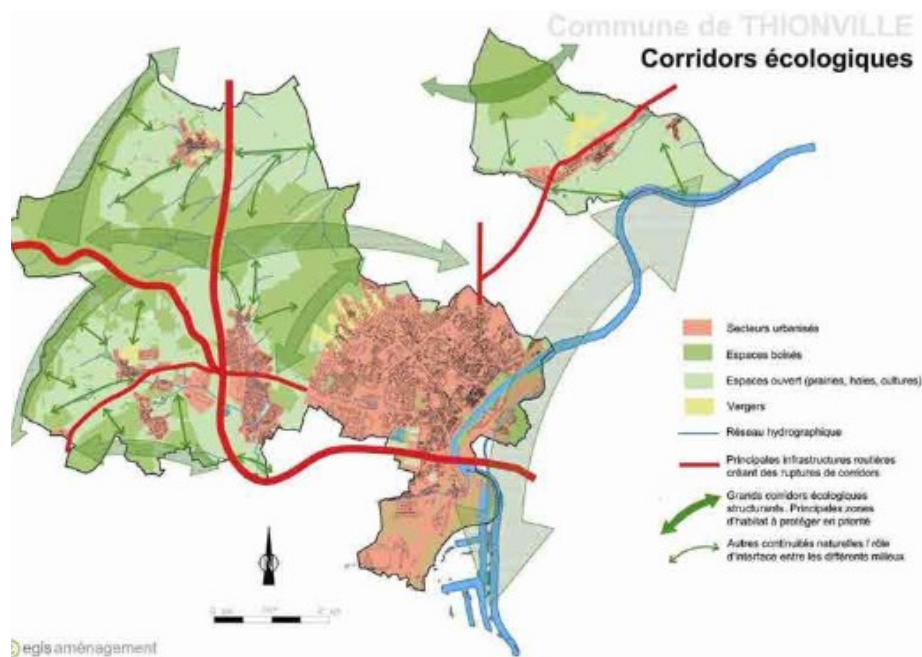 Commune de THIONVILLE
Corridors écologiques
Secteurs urbanisés
Espaces boisés
Espaces ouvert (prairies, haies, cultures)
Vergers
Réseau hydrographique
Principales infrastructures routières
créant des ruptures de corridors
Grands corridors écologiques
structurants. Principales zones
d'habitat à protéger en priorité
Autres continuités naturelles / rôle
d'interface entre les différents milieux
egis aménagement